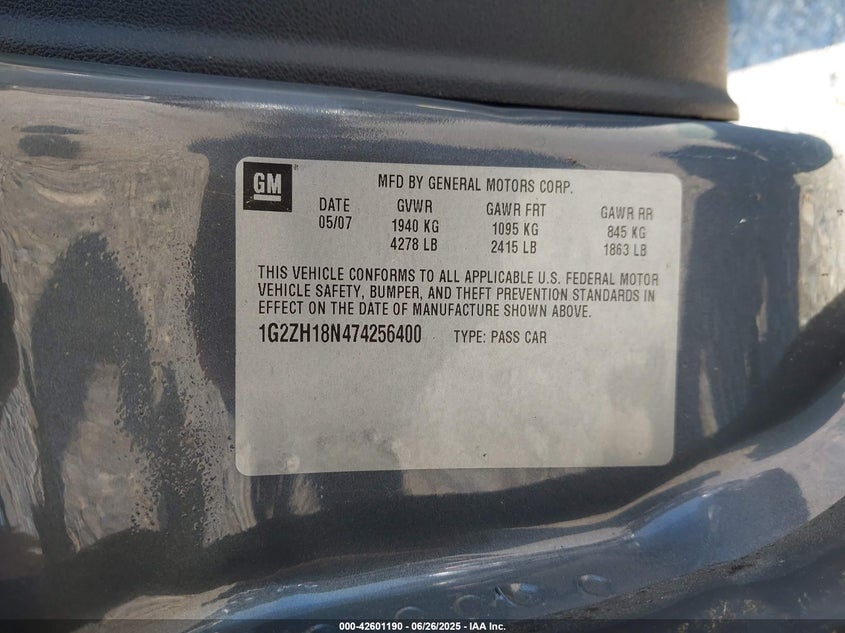 GM
MFD BY GENERAL MOTORS CORP.
DATE GVWR GAWR FRT GAWR RR
05/07 1940 KG 1095 KG 845 KG
4278 LB 2415 LB 1863 LB
THIS VEHICLE CONFORMS TO ALL APPLICABLE U.S. FEDERAL MOTOR
VEHICLE SAFETY, BUMPER, AND THEFT PREVENTION STANDARDS IN
EFFECT ON THE DATE OF MANUFACTURE SHOWN ABOVE.
1G2ZH18N474256400 TYPE: PASS CAR
000-42601190 - 06/26/2025 - IAA Inc.